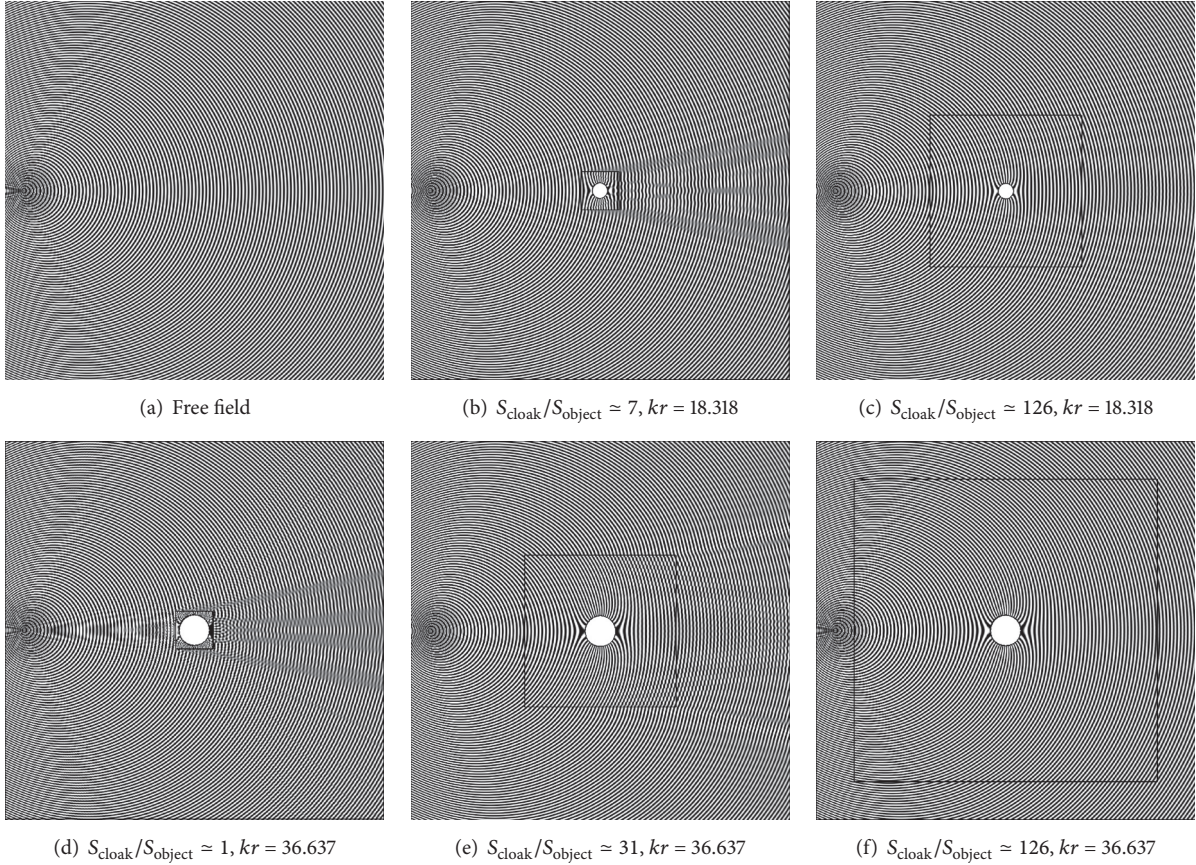 (a) Free field
(b) S_cloak/S_object ≃ 7, kr = 18.318
(c) S_cloak/S_object ≃ 126, kr = 18.318
(d) S_cloak/S_object ≃ 1, kr = 36.637
(e) S_cloak/S_object ≃ 31, kr = 36.637
(f) S_cloak/S_object ≃ 126, kr = 36.637